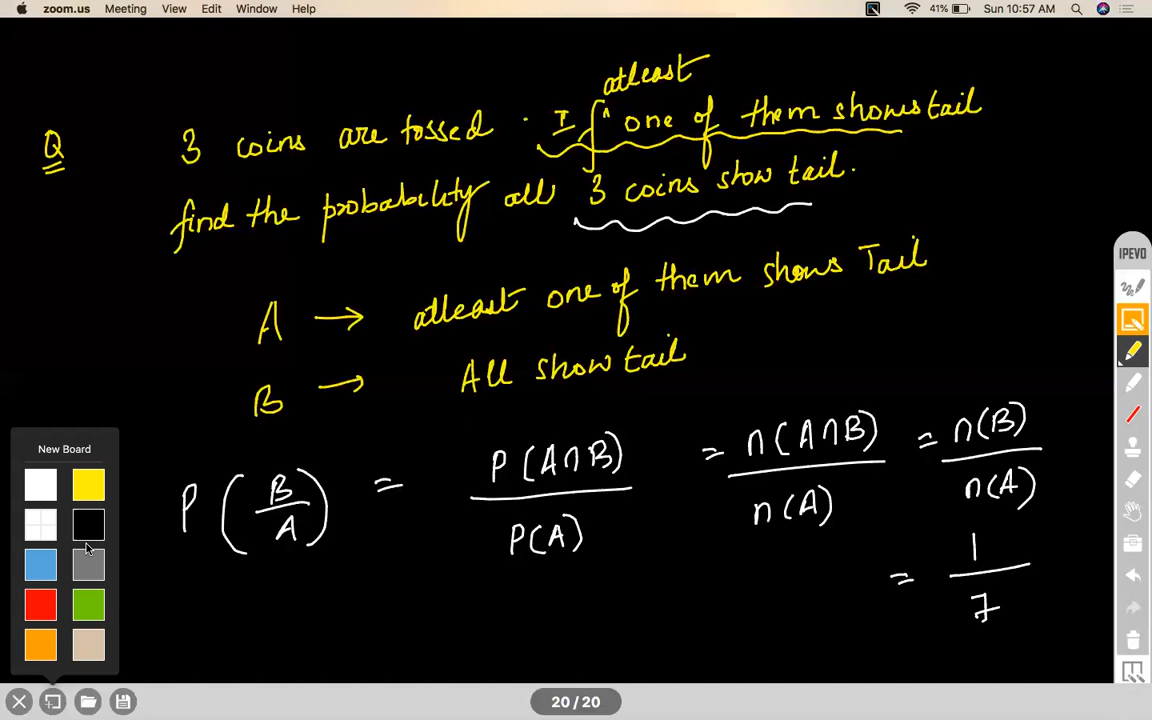 zoom.us Meeting View Edit Window Help 41% Sun 10:57 AM
atleast
Q 3 coins are tossed . If one of them shows tail
find the probability all 3 coins show tail.
IPEVO
A → atleast one of them shows Tail
B → All show tail
New Board
P(B/A) = P(A∩B)/P(A) = n(A∩B)/n(A) = n(B)/n(A)
= 1/7
20/20